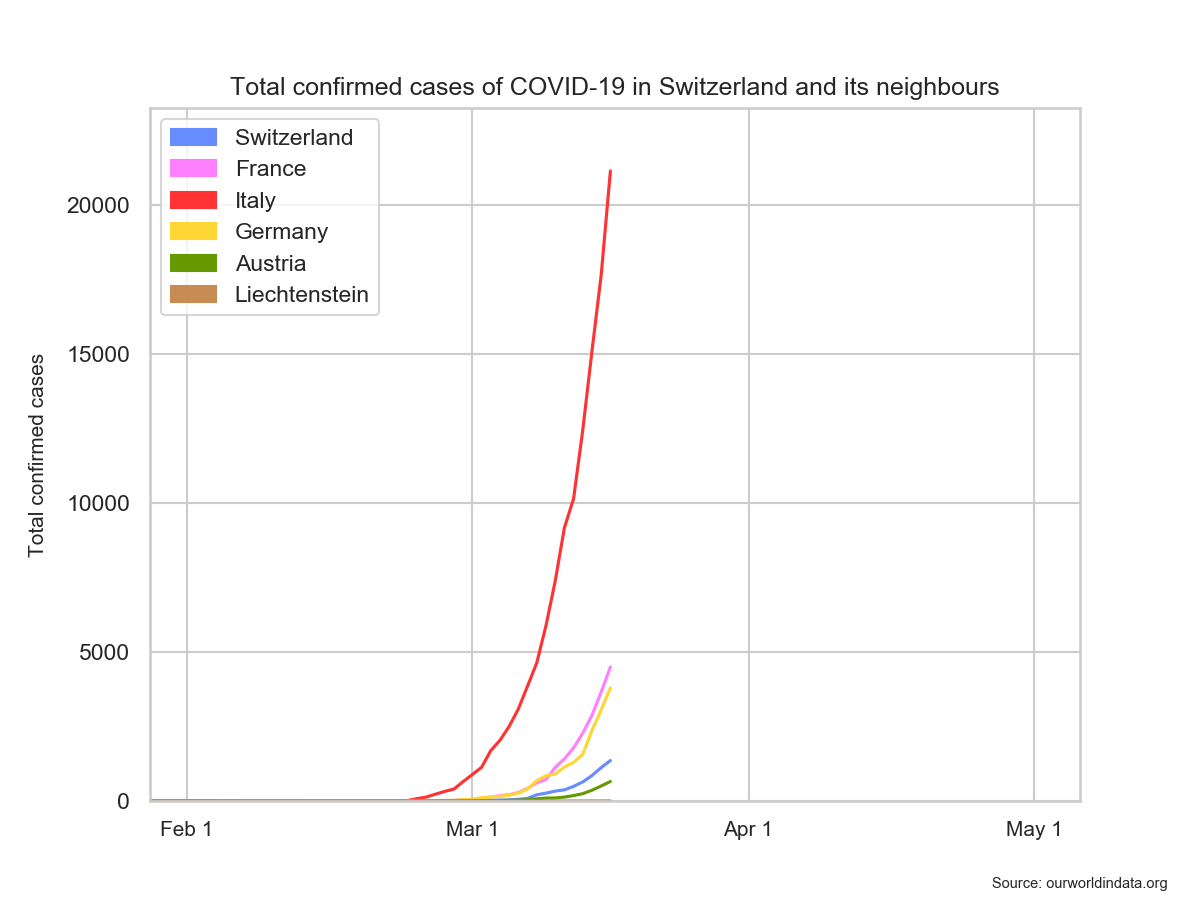 Total confirmed cases of COVID-19 in Switzerland and its neighbours
Switzerland
France
Italy
Germany
Austria
Liechtenstein
Total confirmed cases
20000
15000
10000
5000
0
Feb 1
Mar 1
Apr 1
May 1
Source: ourworldindata.org